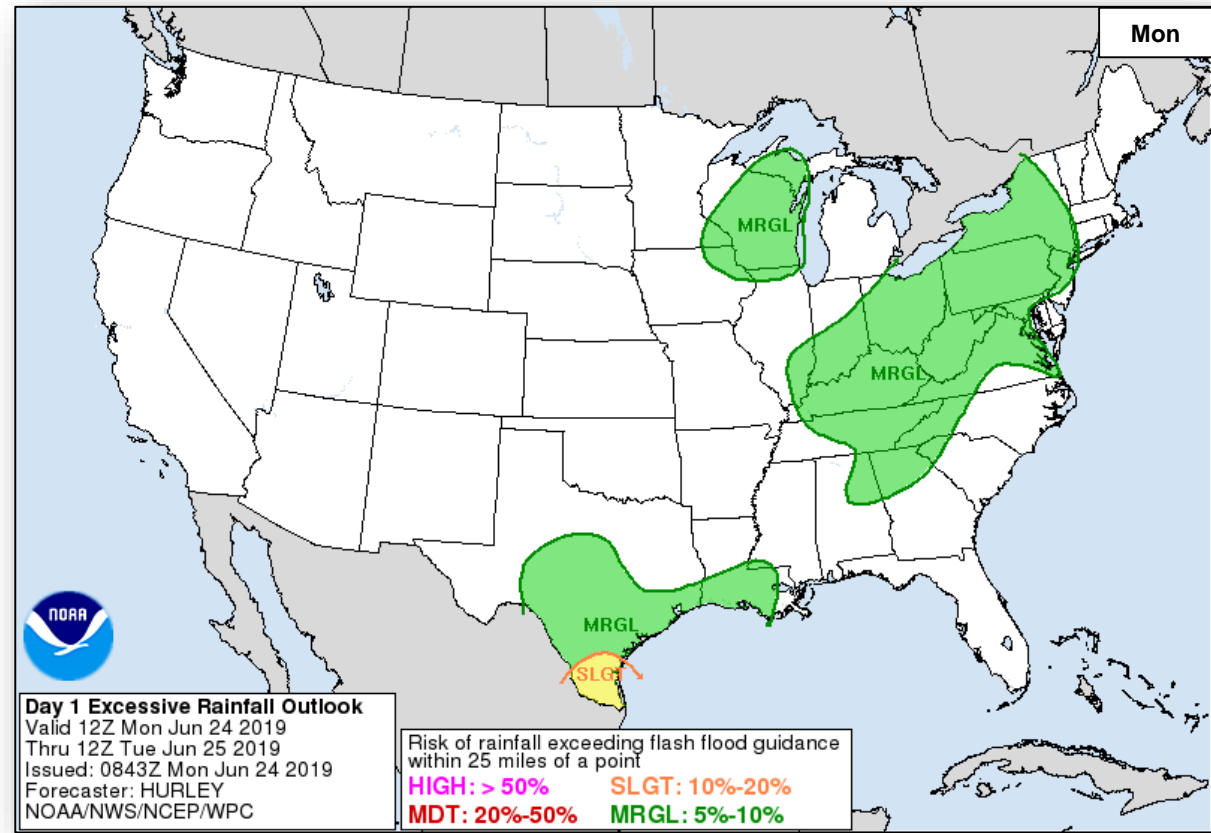 Mon
MRGL
MRGL
MRGL
SLGT
NOAA
Day 1 Excessive Rainfall Outlook
Valid 12Z Mon Jun 24 2019
Thru 12Z Tue Jun 25 2019
Issued: 0843Z Mon Jun 24 2019
Forecaster: HURLEY
NOAA/NWS/NCEP/WPC
Risk of rainfall exceeding flash flood guidance
within 25 miles of a point
HIGH: > 50% SLGT: 10%-20%
MDT: 20%-50% MRGL: 5%-10%